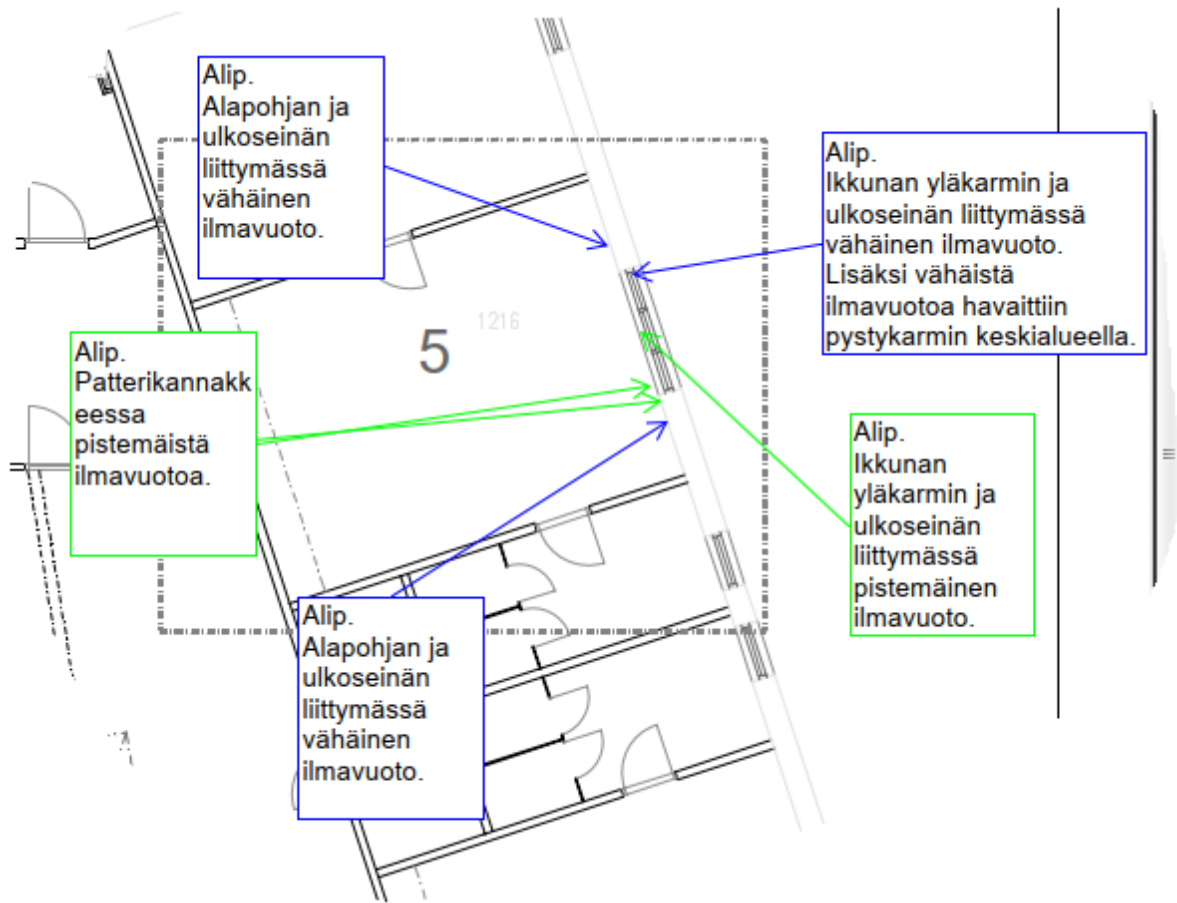 Alip.
Alapohjan ja
ulkoseinän
liittymässä
vähäinen
ilmavuoto.
Alip.
Ikkunan yläkarmin ja
ulkoseinän liittymässä
vähäinen ilmavuoto.
Lisäksi vähäistä
ilmavuotoa havaittiin
pystykarmin keskialueella.
1216
5
Alip.
Patterikannakk
eessa
pistemäistä
ilmavuotoa.
Alip.
Ikkunan
yläkarmin ja
ulkoseinän
liittymässä
pistemäinen
ilmavuoto.
Alip.
Alapohjan ja
ulkoseinän
liittymässä
vähäinen
ilmavuoto.